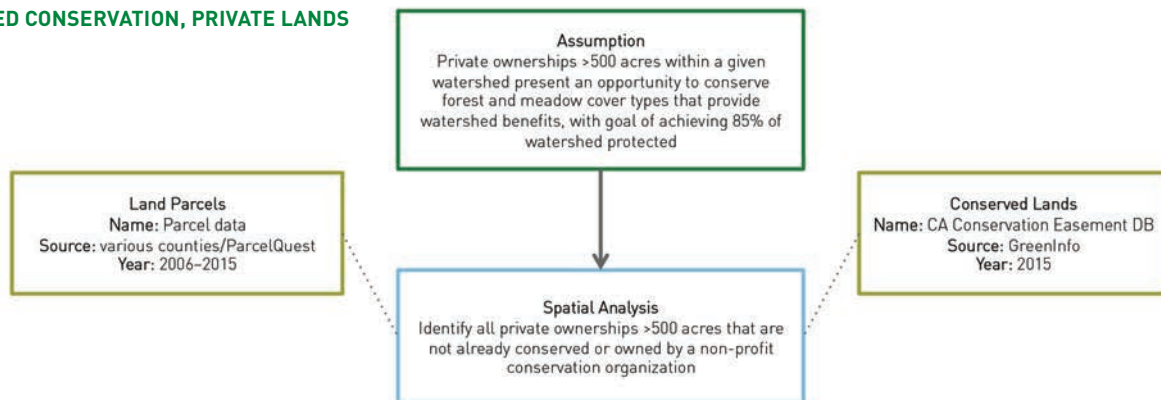 ED CONSERVATION, PRIVATE LANDS
Assumption
Private ownerships >500 acres within a given
watershed present an opportunity to conserve
forest and meadow cover types that provide
watershed benefits, with goal of achieving 85% of
watershed protected
Land Parcels
Name: Parcel data
Source: various counties/ParcelQuest
Year: 2006–2015
Conserved Lands
Name: CA Conservation Easement DB
Source: GreenInfo
Year: 2015
Spatial Analysis
Identify all private ownerships >500 acres that are
not already conserved or owned by a non-profit
conservation organization